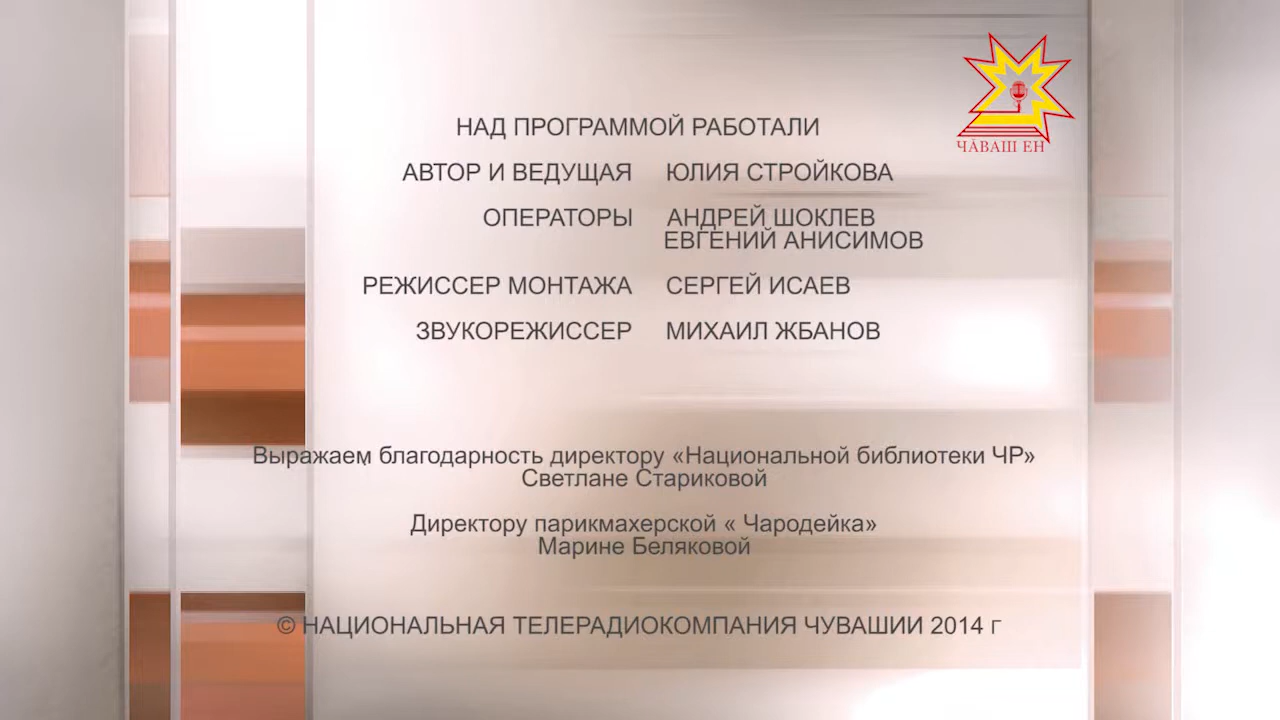 ЧӐВАШ ЕН
НАД ПРОГРАММОЙ РАБОТАЛИ
АВТОР И ВЕДУЩАЯ ЮЛИЯ СТРОЙКОВА
ОПЕРАТОРЫ АНДРЕЙ ШОКЛЕВ
ЕВГЕНИЙ АНИСИМОВ
РЕЖИССЕР МОНТАЖА СЕРГЕЙ ИСАЕВ
ЗВУКОРЕЖИССЕР МИХАИЛ ЖБАНОВ
Выражаем благодарность директору «Национальной библиотеки ЧР»
Светлане Стариковой
Директору парикмахерской « Чародейка»
Марине Беляковой
© НАЦИОНАЛЬНАЯ ТЕЛЕРАДИОКОМПАНИЯ ЧУВАШИИ 2014 г